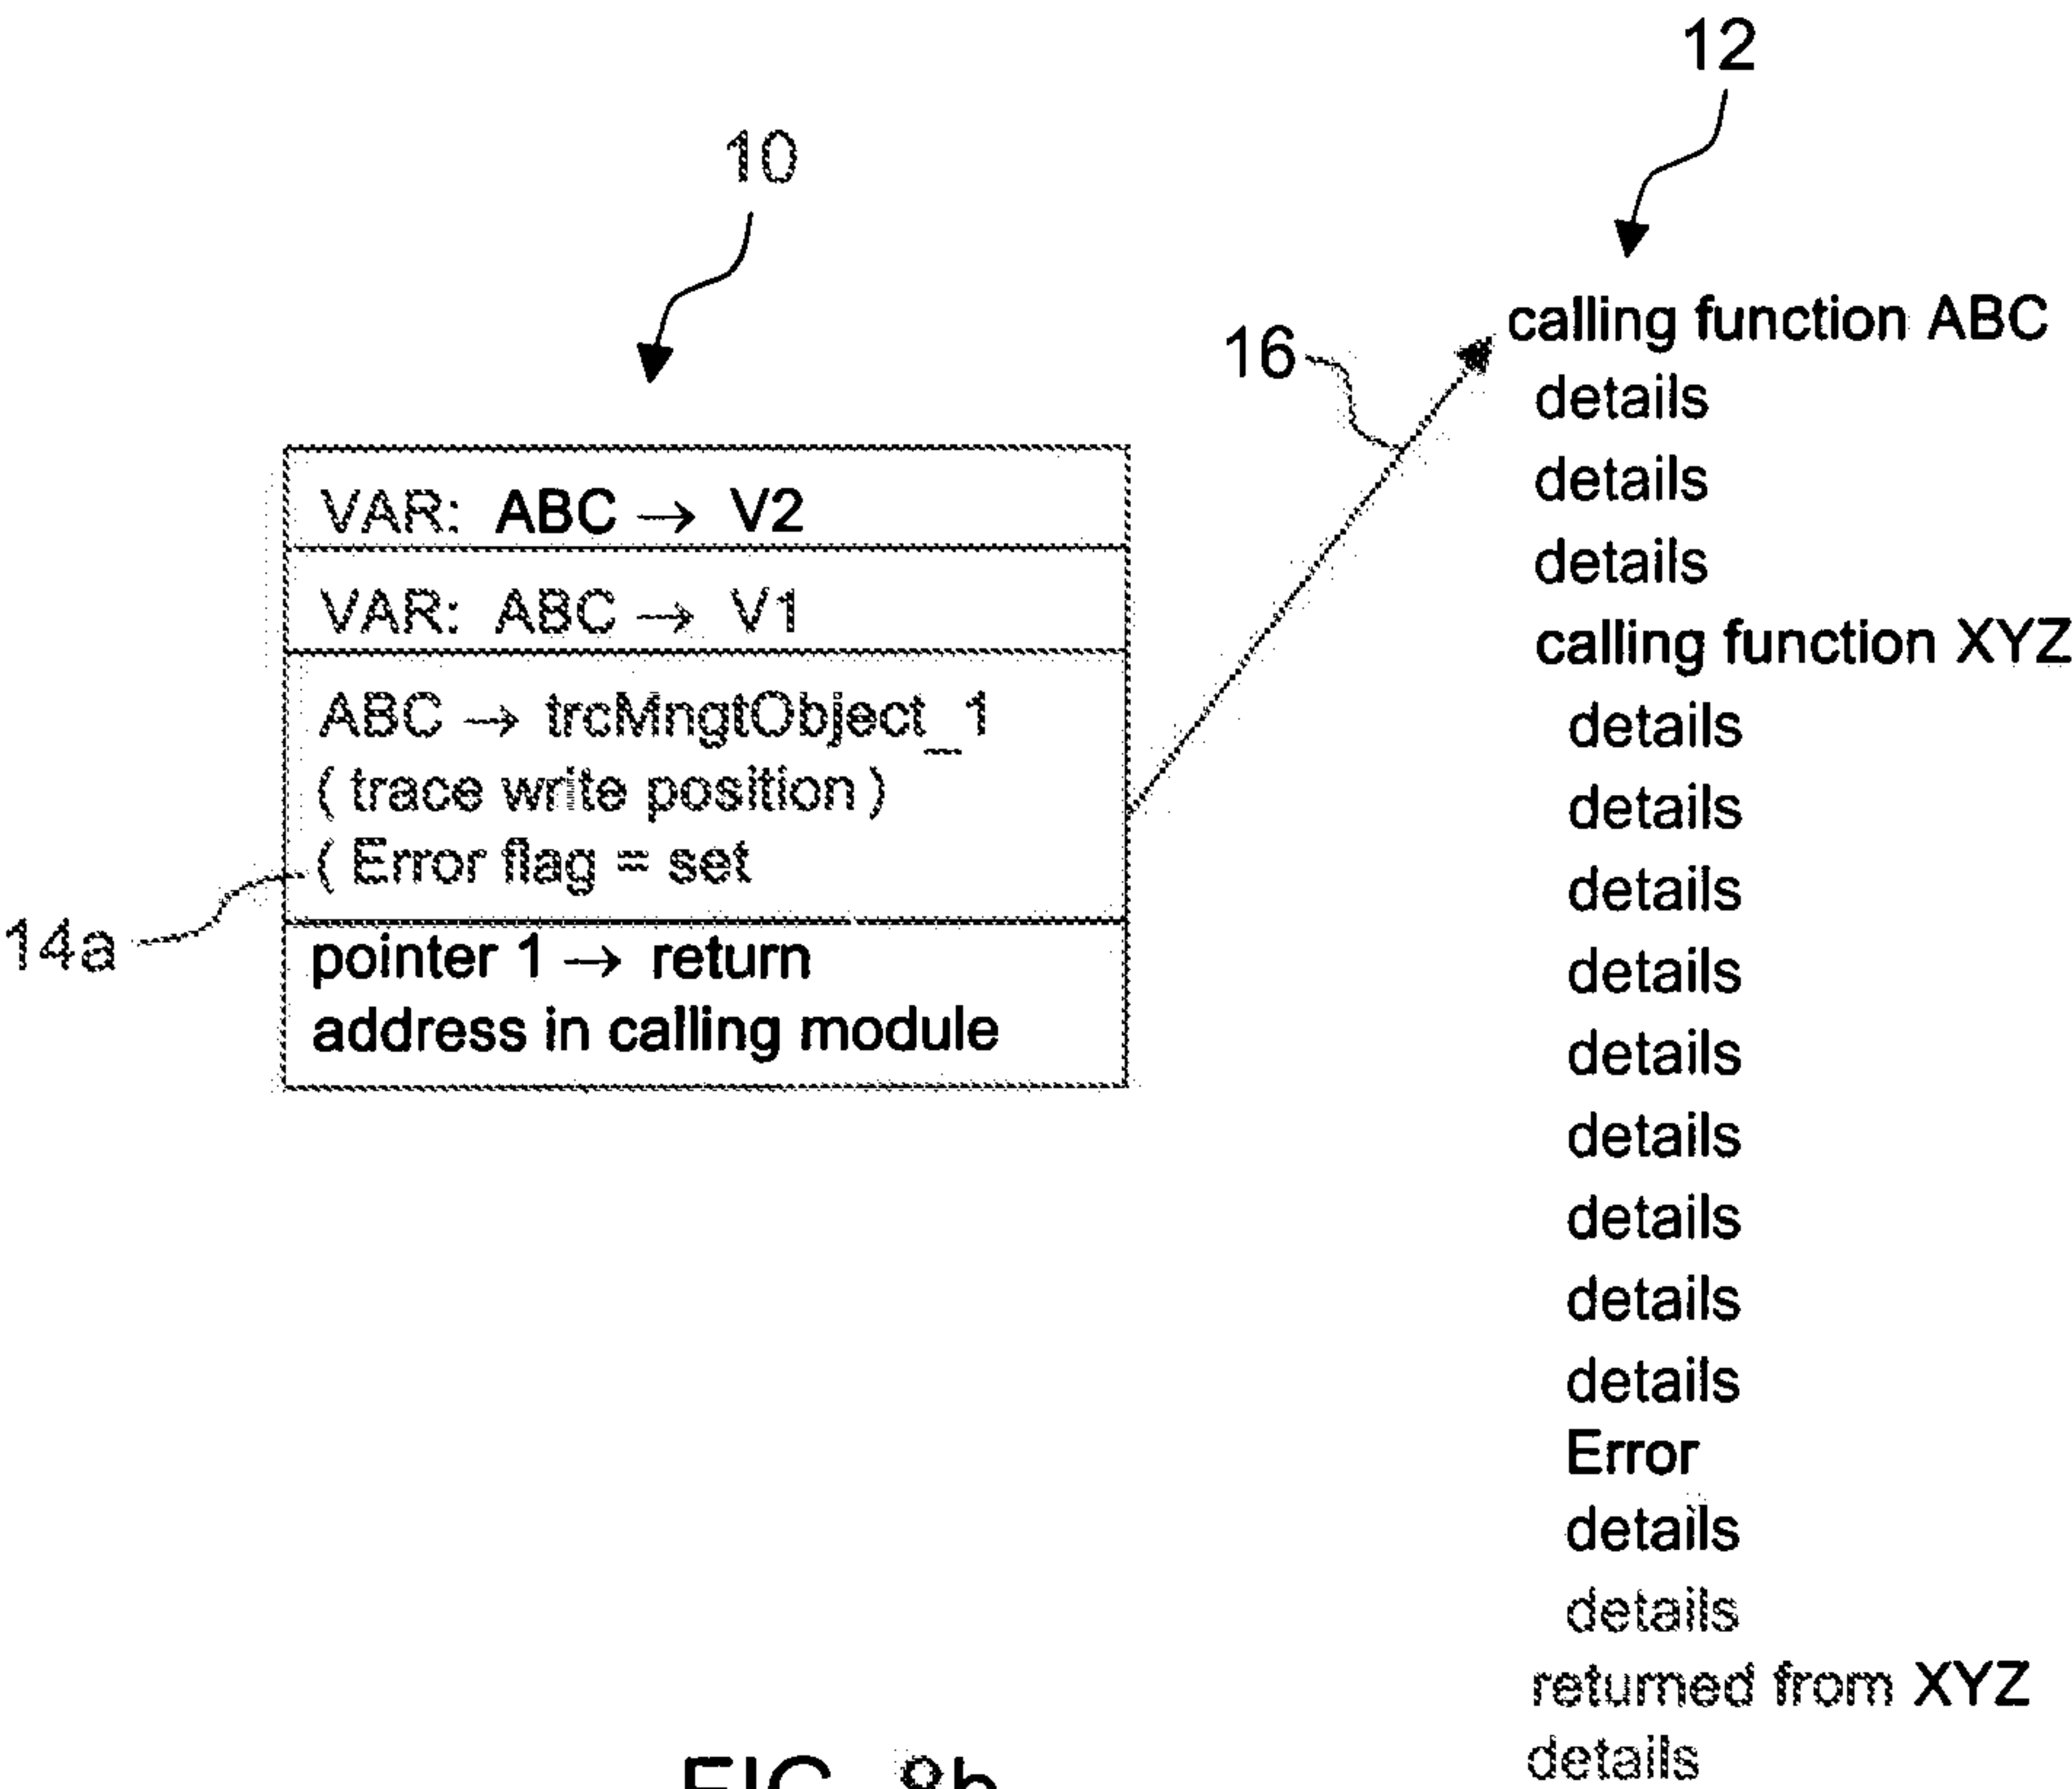 12
10
calling function ABC
16
details
details
details
calling function XYZ
details
details
details
details
details
details
details
details
details
Error
details
details
returned from XYZ
details
VAR: ABC → V2
VAR: ABC → V1
ABC → trcMngtObject_1
( trace write position )
( Error flag = set
14a
pointer 1 → return
address in calling module
FIG. 8b